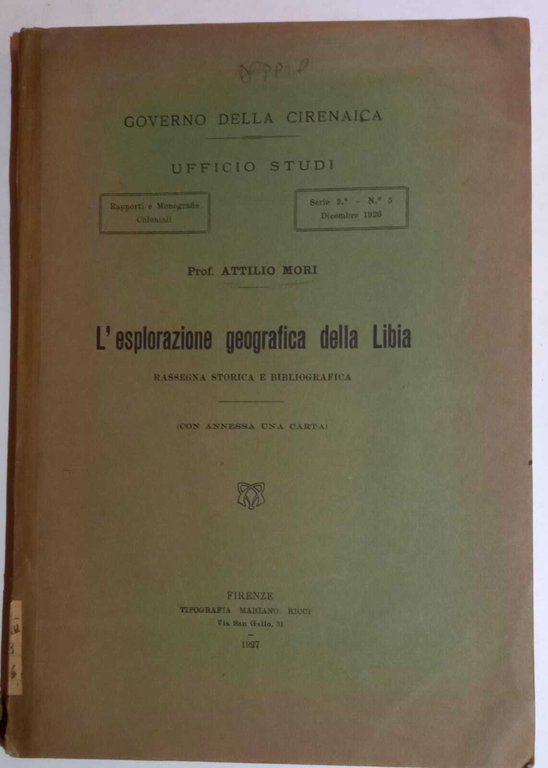 GOVERNO DELLA CIRENAICA
UFFICIO STUDI
Rapporti e Monografie
Coloniali
Serie 2.ª - N.º 5
Dicembre 1926
Prof. ATTILIO MORI
L'esplorazione geografica della Libia
RASSEGNA STORICA E BIBLIOGRAFICA
(CON ANNESSA UNA CARTA)
FIRENZE
TIPOGRAFIA MARIANO RICCI
Via San Gallo, 31
1927